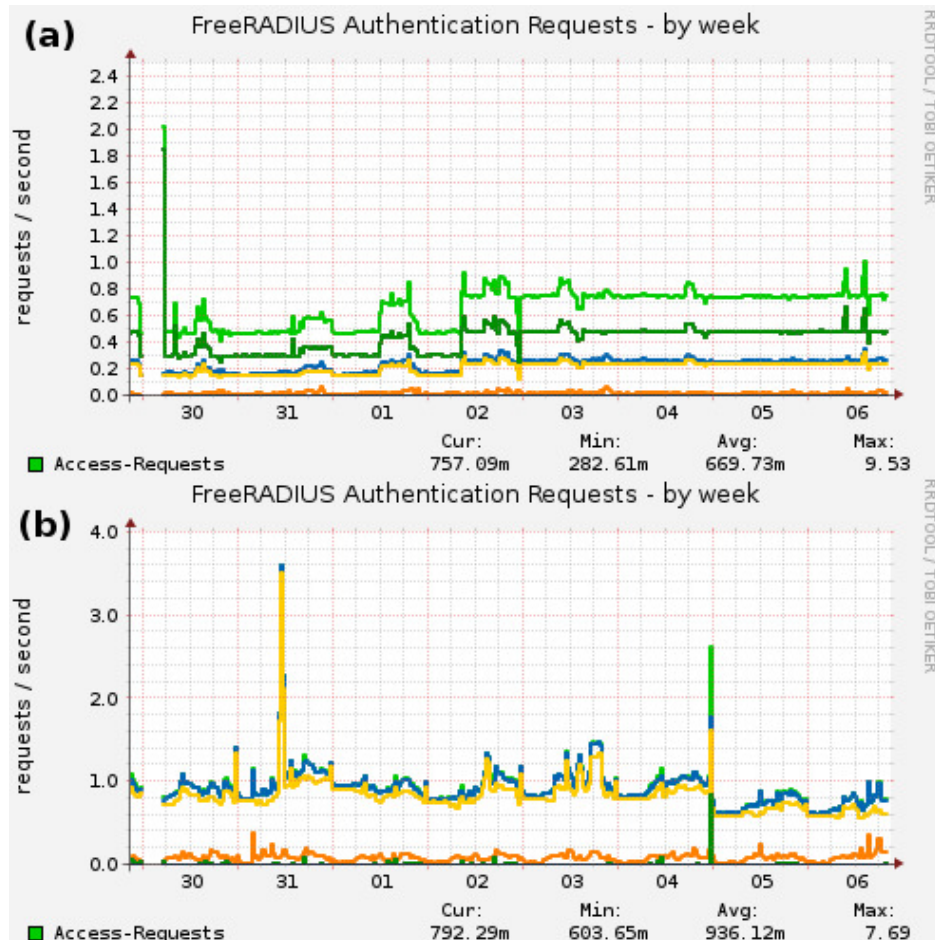 (a)
FreeRADIUS Authentication Requests - by week
RRDTOOL / TOBI OETIKER
requests / second
2.4
2.2
2.0
1.8
1.6
1.4
1.2
1.0
0.8
0.6
0.4
0.2
0.0
30 31 01 02 03 04 05 06
Cur: Min: Avg: Max:
Access-Requests 757.09m 282.61m 669.73m 9.53
FreeRADIUS Authentication Requests - by week
(b)
RRDTOOL / TOBI OETIKER
requests / second
4.0
3.0
2.0
1.0
0.0
30 31 01 02 03 04 05 06
Cur: Min: Avg: Max:
Access-Requests 792.29m 603.65m 936.12m 7.69